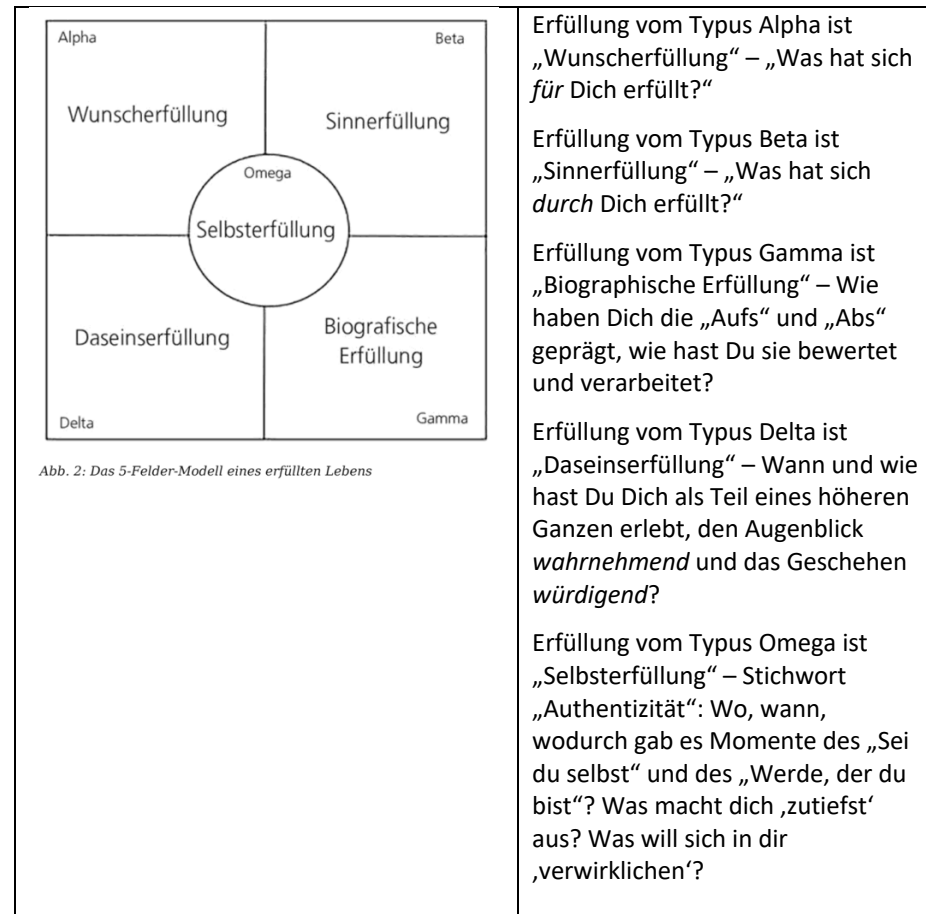 Alpha
Beta
Wunscherfüllung
Sinnerfüllung
Omega
Selbsterfüllung
Daseinserfüllung
Biografische
Erfüllung
Delta
Gamma
Abb. 2: Das 5-Felder-Modell eines erfüllten Lebens
Erfüllung vom Typus Alpha ist
„Wunscherfüllung“ – „Was hat sich
für Dich erfüllt?“
Erfüllung vom Typus Beta ist
„Sinnerfüllung“ – „Was hat sich
durch Dich erfüllt?“
Erfüllung vom Typus Gamma ist
„Biographische Erfüllung“ – Wie
haben Dich die „Aufs“ und „Abs“
geprägt, wie hast Du sie bewertet
und verarbeitet?
Erfüllung vom Typus Delta ist
„Daseinserfüllung“ – Wann und wie
hast Du Dich als Teil eines höheren
Ganzen erlebt, den Augenblick
wahrnehmend und das Geschehen
würdigend?
Erfüllung vom Typus Omega ist
„Selbsterfüllung“ – Stichwort
„Authentizität“: Wo, wann,
wodurch gab es Momente des „Sei
du selbst“ und des „Werde, der du
bist“? Was macht dich ‚zutiefst‘
aus? Was will sich in dir
‚verwirklichen‘?